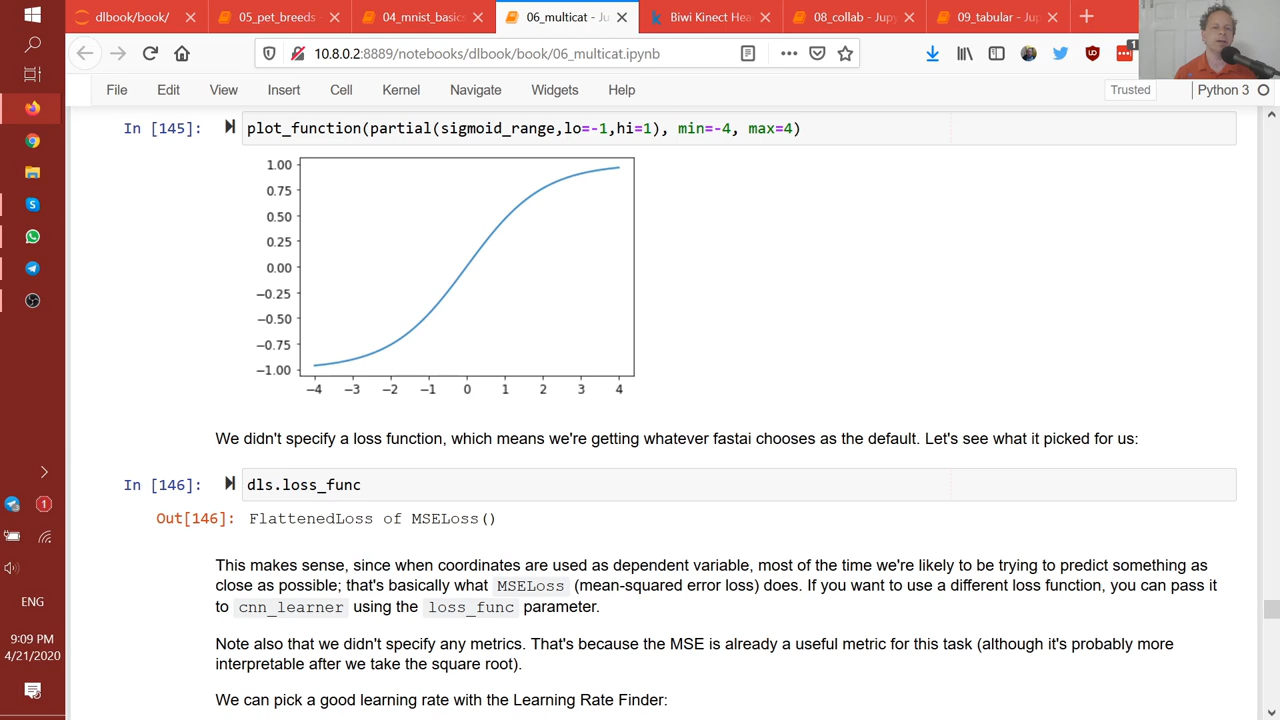 dlbook/book/
05_pet_breeds
04_mnist_basics
06_multicat - Ju
Biwi Kinect Hea
08_collab - Jupy
09_tabular - Jup
10.8.0.2:8889/notebooks/dlbook/book/06_multicat.ipynb
1
File Edit View Insert Cell Kernel Navigate Widgets Help
Trusted
Python 3
In [145]: plot_function(partial(sigmoid_range,lo=-1,hi=1), min=-4, max=4)
1.00
0.75
0.50
0.25
0.00
−0.25
−0.50
−0.75
−1.00
−4 −3 −2 −1 0 1 2 3 4
We didn't specify a loss function, which means we're getting whatever fastai chooses as the default. Let's see what it picked for us:
In [146]: dls.loss_func
Out[146]: FlattenedLoss of MSELoss()
This makes sense, since when coordinates are used as dependent variable, most of the time we're likely to be trying to predict something as
close as possible; that's basically what MSELoss (mean-squared error loss) does. If you want to use a different loss function, you can pass it
to cnn_learner using the loss_func parameter.
Note also that we didn't specify any metrics. That's because the MSE is already a useful metric for this task (although it's probably more
interpretable after we take the square root).
We can pick a good learning rate with the Learning Rate Finder:
1
ENG
9:09 PM
4/21/2020